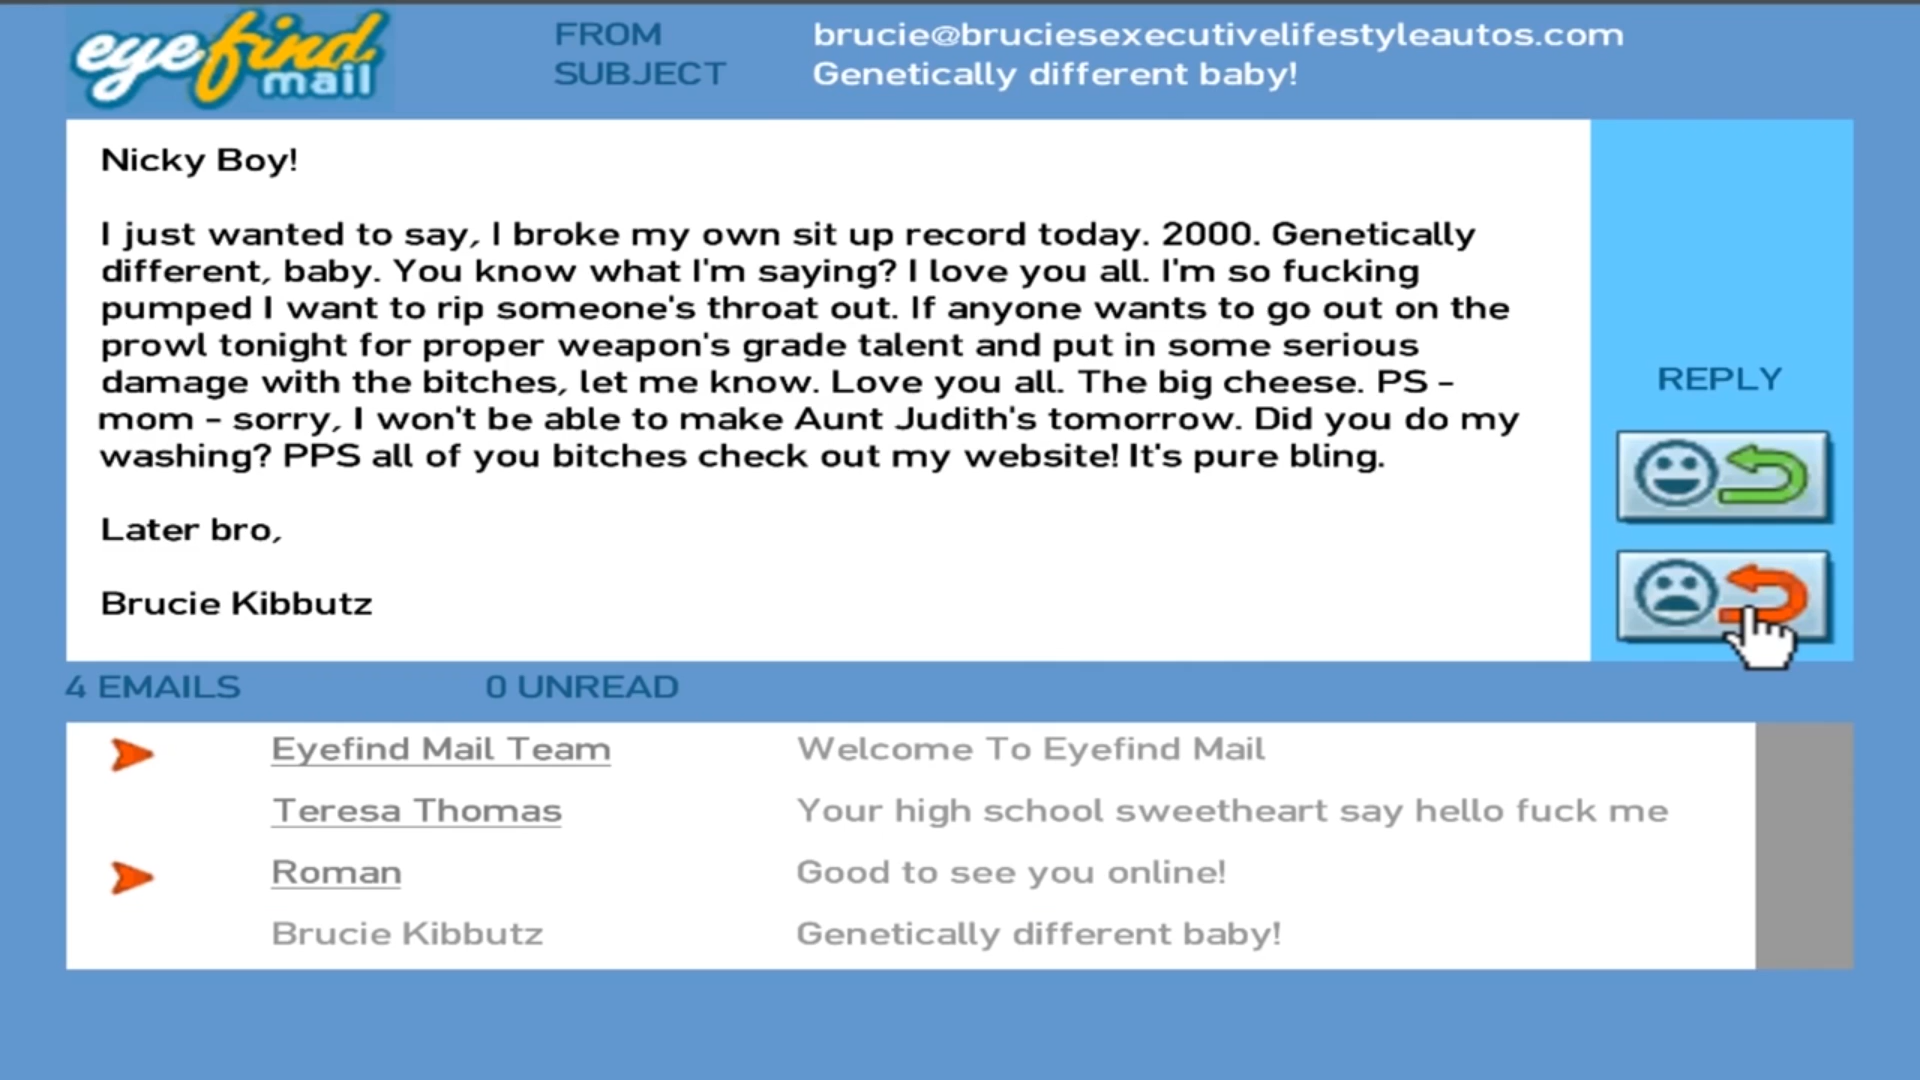 eyefind
mail
FROM brucie@bruciesexecutivelifestyleautos.com
SUBJECT Genetically different baby!
Nicky Boy!
I just wanted to say, I broke my own sit up record today. 2000. Genetically
different, baby. You know what I'm saying? I love you all. I'm so fucking
pumped I want to rip someone's throat out. If anyone wants to go out on the
prowl tonight for proper weapon's grade talent and put in some serious
damage with the bitches, let me know. Love you all. The big cheese. PS -
mom - sorry, I won't be able to make Aunt Judith's tomorrow. Did you do my
washing? PPS all of you bitches check out my website! It's pure bling.
Later bro,
Brucie Kibbutz
REPLY
4 EMAILS 0 UNREAD
Eyefind Mail Team Welcome To Eyefind Mail
Teresa Thomas Your high school sweetheart say hello fuck me
Roman Good to see you online!
Brucie Kibbutz Genetically different baby!